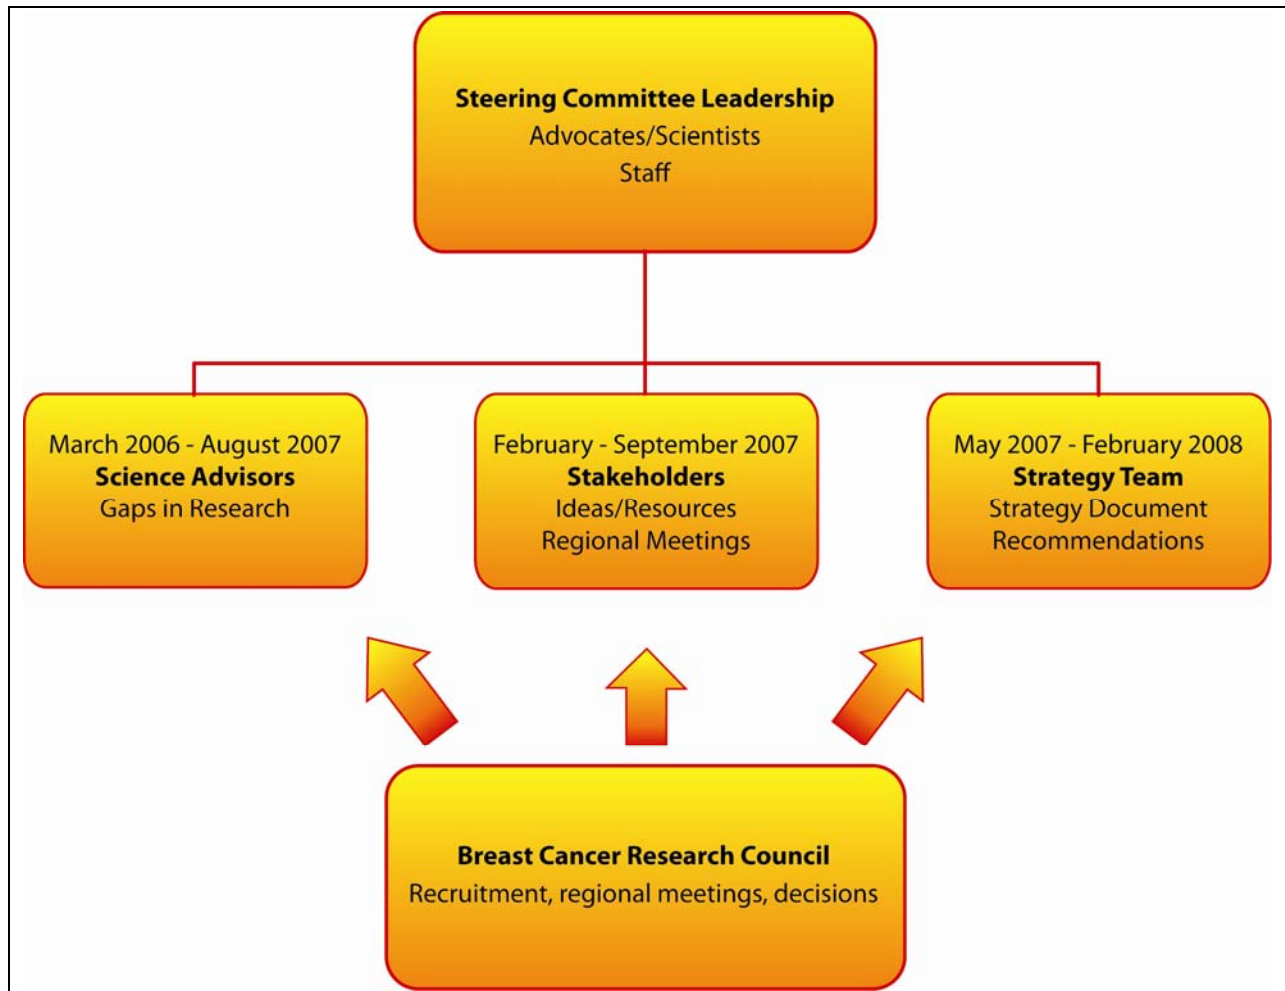 Steering Committee Leadership
Advocates/Scientists
Staff
March 2006 - August 2007
Science Advisors
Gaps in Research
February - September 2007
Stakeholders
Ideas/Resources
Regional Meetings
May 2007 - February 2008
Strategy Team
Strategy Document
Recommendations
Breast Cancer Research Council
Recruitment, regional meetings, decisions